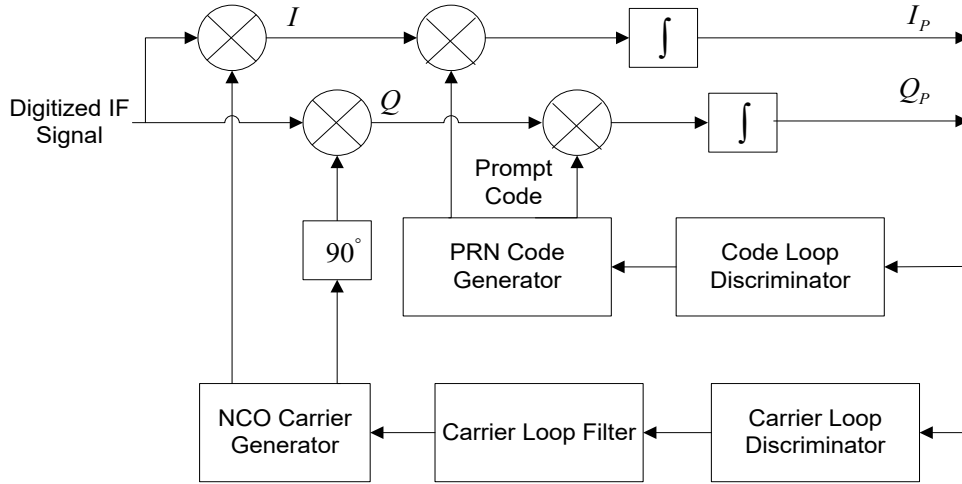 I
I_P
∫
Digitized IF
Signal
Q
Q_P
∫
Prompt
Code
90°
PRN Code
Generator
Code Loop
Discriminator
NCO Carrier
Generator
Carrier Loop Filter
Carrier Loop
Discriminator